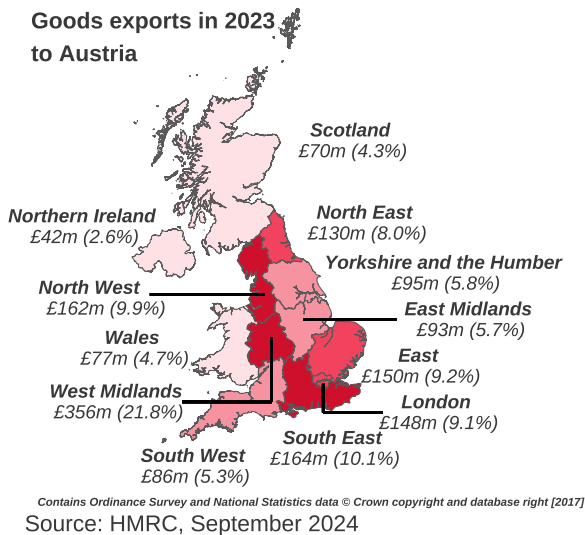 Goods exports in 2023
to Austria
Scotland
£70m (4.3%)
Northern Ireland
£42m (2.6%)
North East
£130m (8.0%)
Yorkshire and the Humber
£95m (5.8%)
North West
£162m (9.9%)
East Midlands
£93m (5.7%)
Wales
£77m (4.7%)
East
£150m (9.2%)
West Midlands
£356m (21.8%)
London
£148m (9.1%)
South East
£164m (10.1%)
South West
£86m (5.3%)
Contains Ordinance Survey and National Statistics data © Crown copyright and database right [2017]
Source: HMRC, September 2024